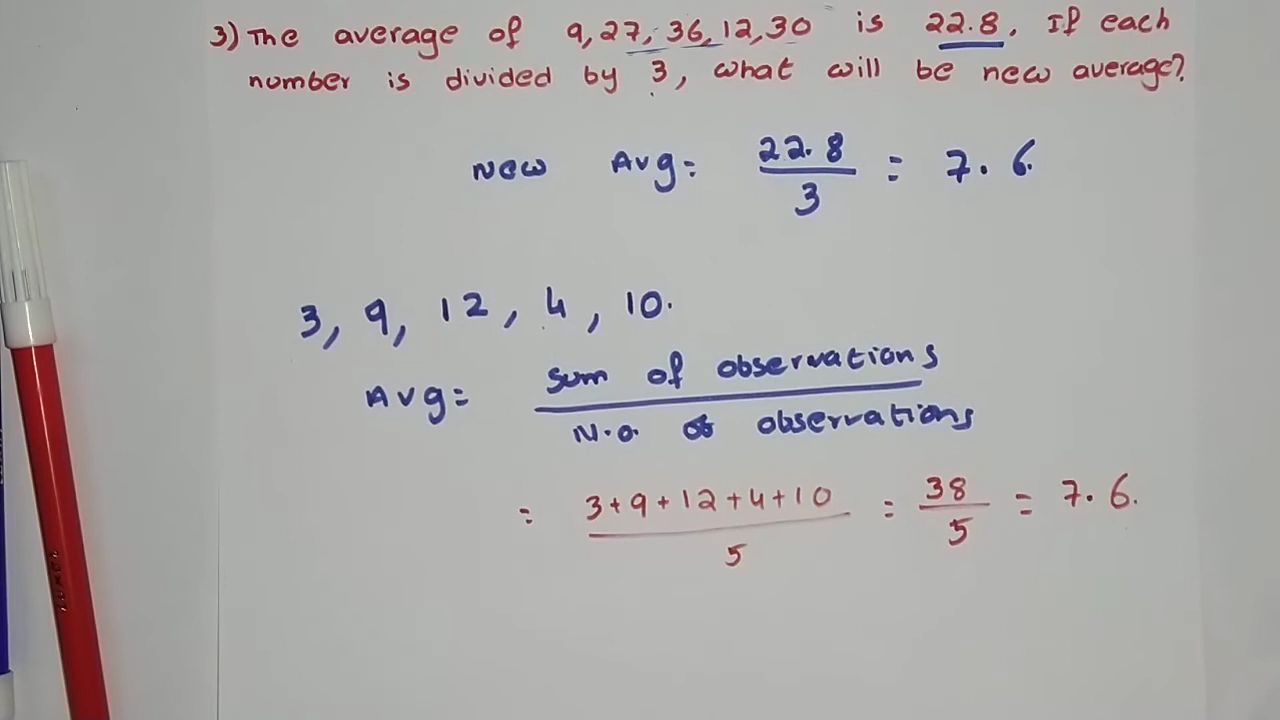 3) The average of 9, 27, 36, 12, 30 is 22.8. If each
number is divided by 3, what will be new average?
New Avg = 22.8 / 3 = 7.6
3, 9, 12, 4, 10.
Avg = Sum of observations / N.o. of observations
= 3+9+12+4+10 / 5 = 38 / 5 = 7.6.